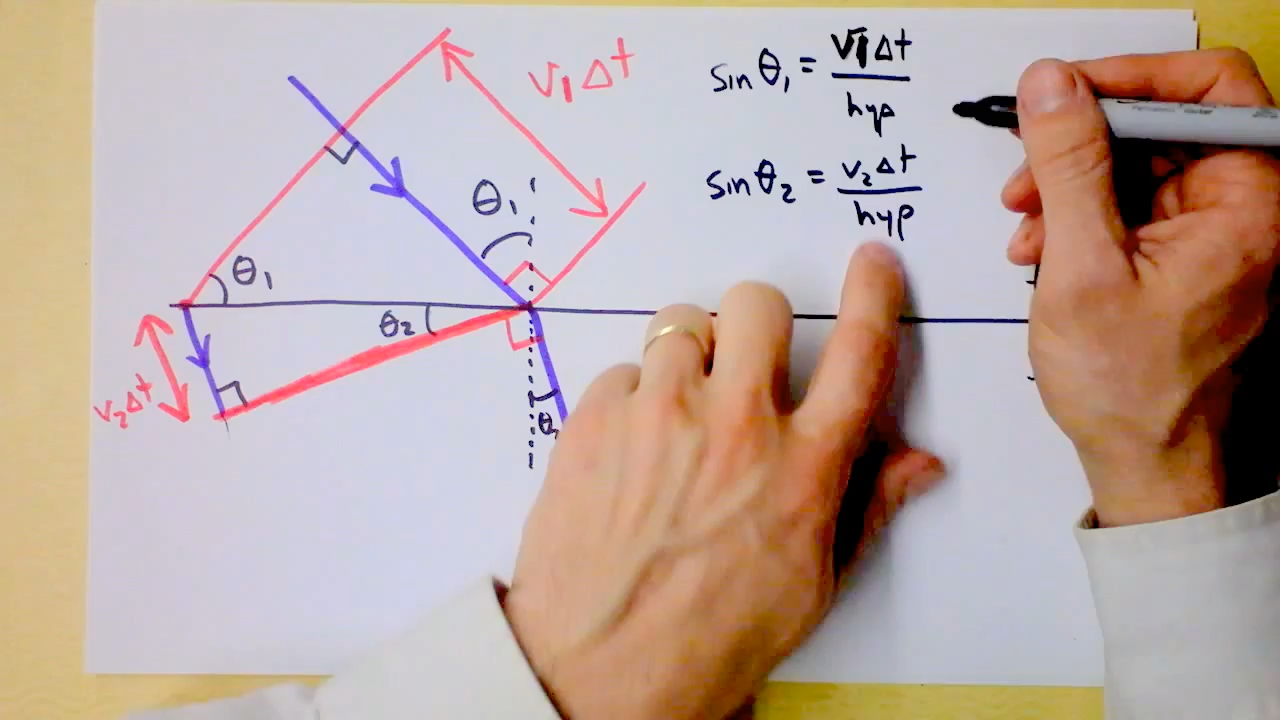 v₁Δt
sin θ₁ = v₁Δt
hyp
sin θ₂ = v₂Δt
hyp
θ₁
θ₁
θ₂
v₂Δt